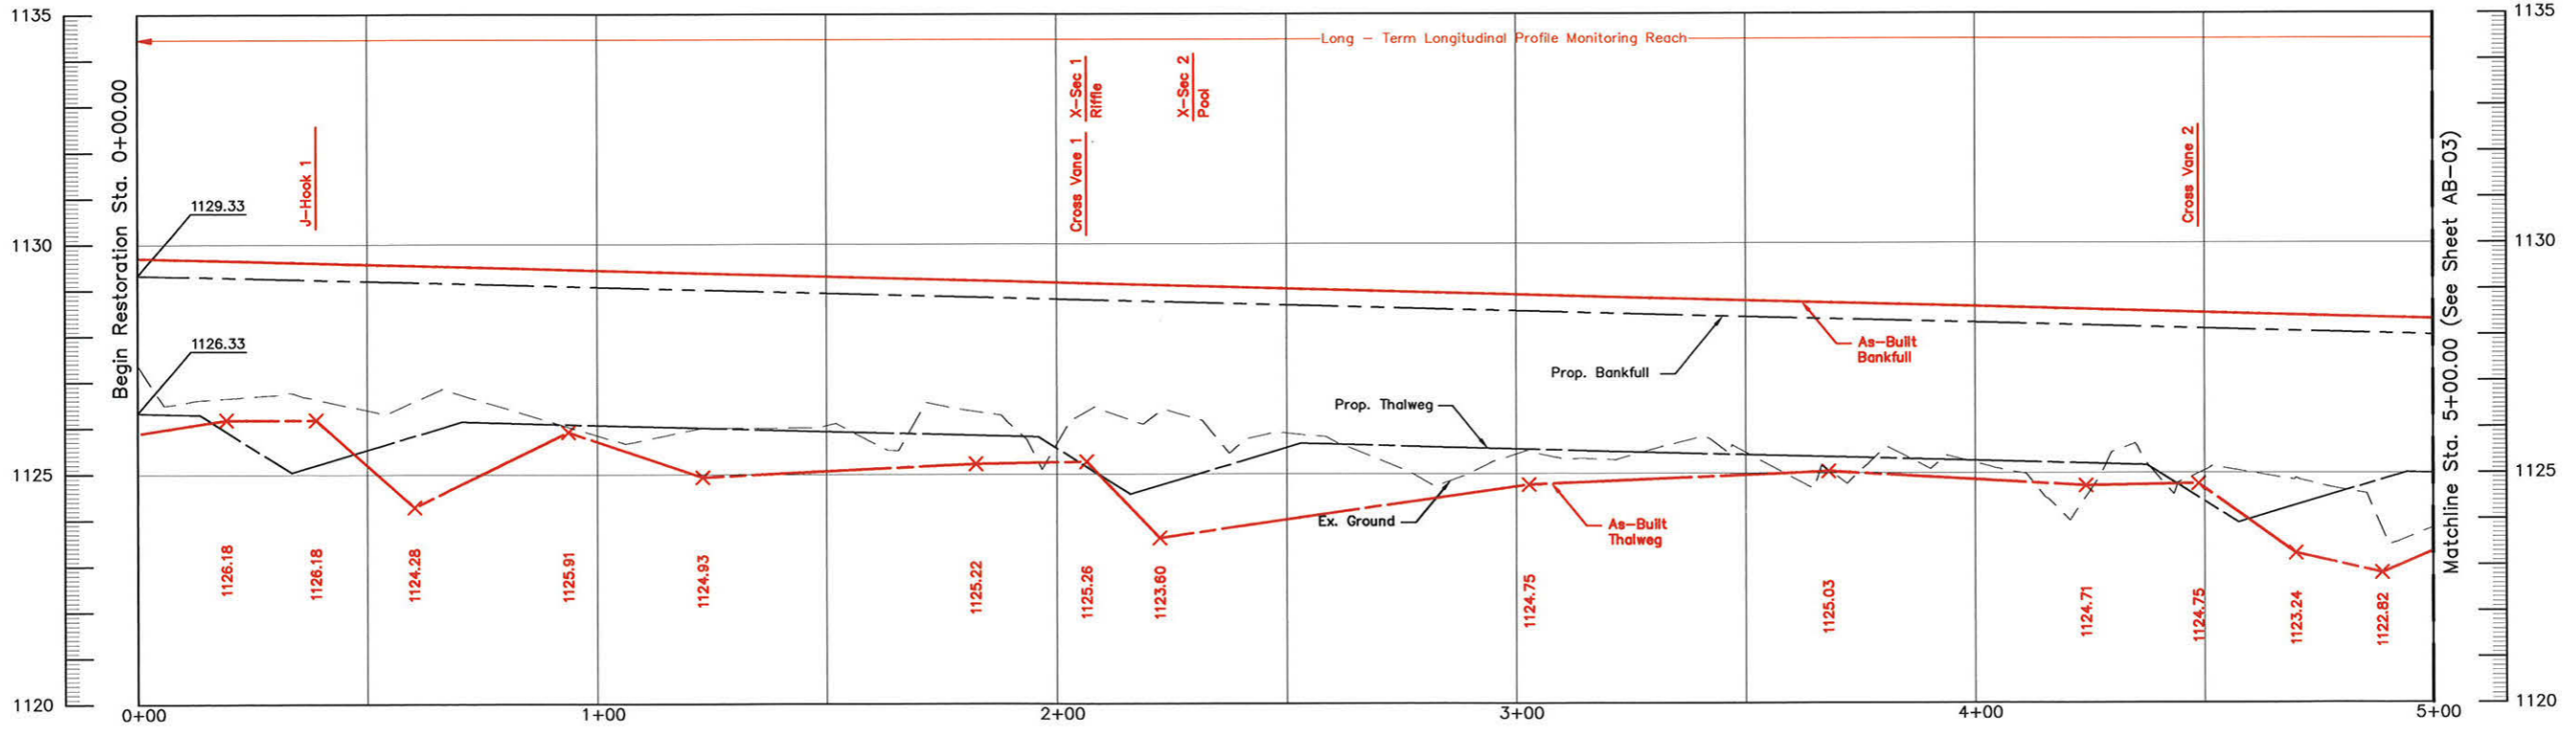 1135
1135
Long - Term Longitudinal Profile Monitoring Reach
Begin Restoration Sta. 0+00.00
J-Hook 1
Cross Vane 1
X-Sec 1
Riffle
X-Sec 2
Pool
Cross Vane 2
Matchline Sta. 5+00.00 (See Sheet AB-03)
1129.33
1130
1130
1126.33
As-Built
Bankfull
Prop. Bankfull
Prop. Thalweg
1125
1125
Ex. Ground
As-Built
Thalweg
1126.18
1126.18
1124.28
1125.91
1124.93
1125.22
1125.26
1123.60
1124.75
1125.03
1124.71
1124.75
1123.24
1122.82
1120
1120
0+00
1+00
2+00
3+00
4+00
5+00